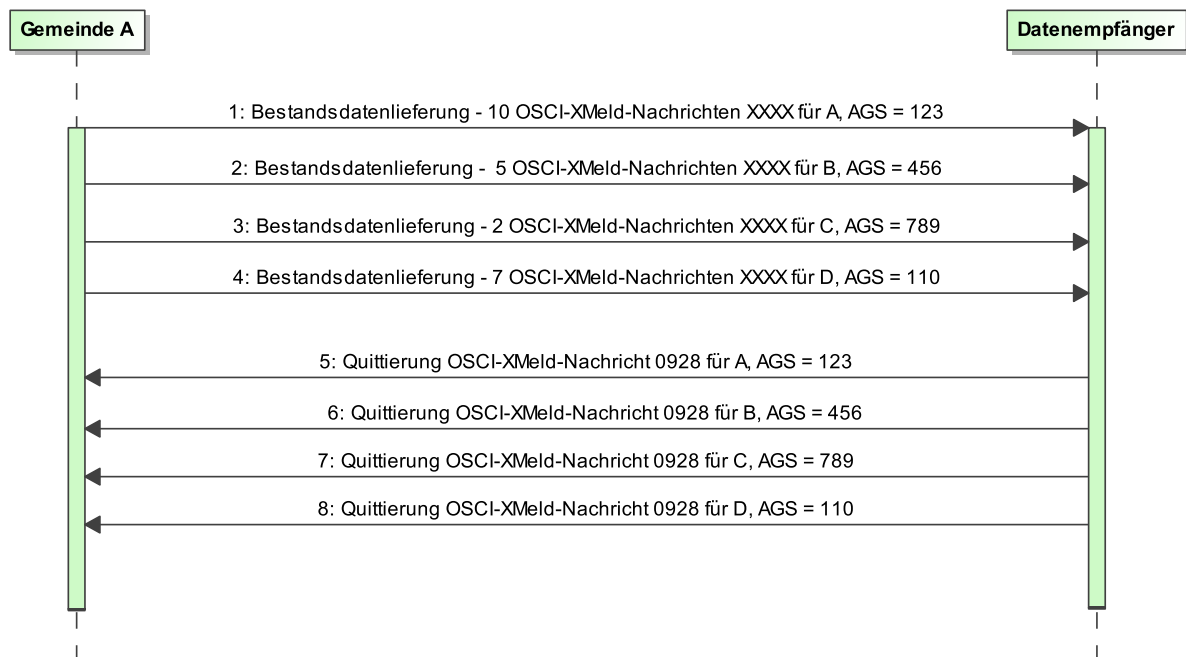 Gemeinde A
Datenempfänger
1: Bestandsdatenlieferung - 10 OSCI-XMeld-Nachrichten XXXX für A, AGS = 123
2: Bestandsdatenlieferung -  5 OSCI-XMeld-Nachrichten XXXX für B, AGS = 456
3: Bestandsdatenlieferung - 2 OSCI-XMeld-Nachrichten XXXX für C, AGS = 789
4: Bestandsdatenlieferung - 7 OSCI-XMeld-Nachrichten XXXX für D, AGS = 110
5: Quittierung OSCI-XMeld-Nachricht 0928 für A, AGS = 123
6: Quittierung OSCI-XMeld-Nachricht 0928 für B, AGS = 456
7: Quittierung OSCI-XMeld-Nachricht 0928 für C, AGS = 789
8: Quittierung OSCI-XMeld-Nachricht 0928 für D, AGS = 110